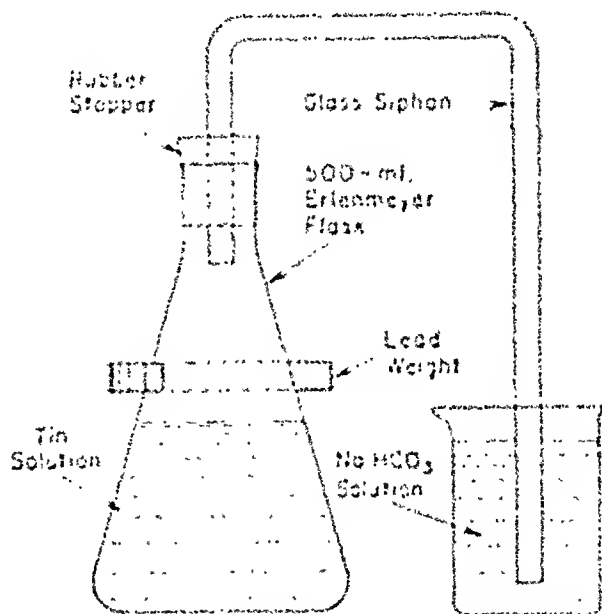 Rubber
Stopper
Glass Siphon
500-ml.
Erlenmeyer
Flask
Lead
Weight
Tin
Solution
NaHCO₃
Solution